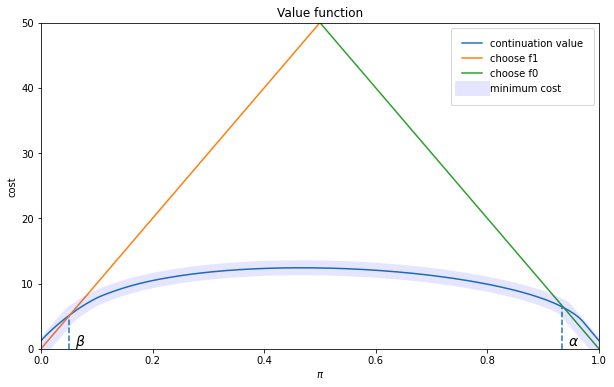 Value function
50
40
30
20
10
0
cost
continuation value
choose f1
choose f0
minimum cost
β
α
0.0 0.2 0.4 0.6 0.8 1.0
π